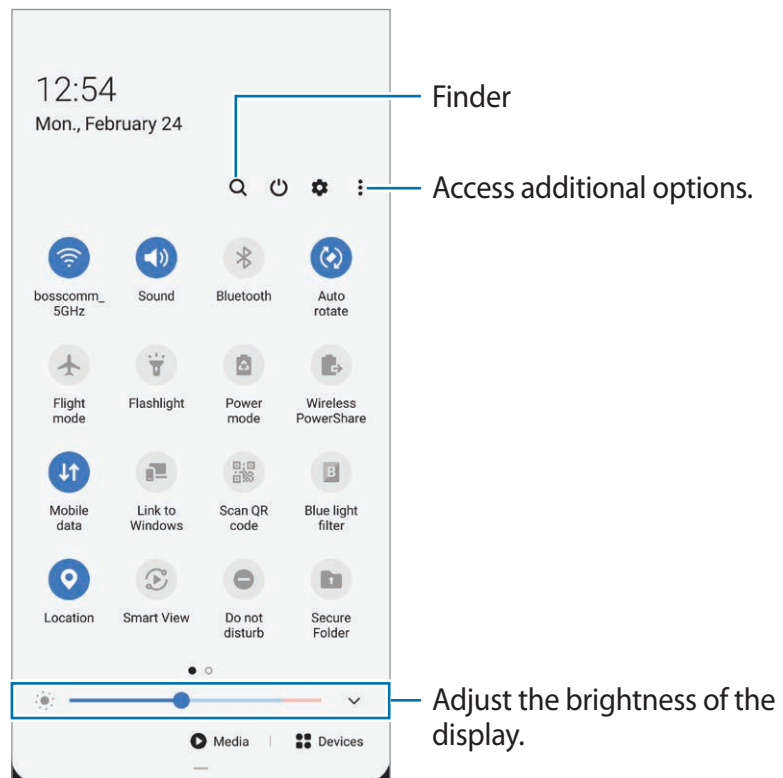 12:54
Mon., February 24
Finder
Access additional options.
bosscomm_
5GHz
Sound
Bluetooth
Auto
rotate
Flight
mode
Flashlight
Power
mode
Wireless
PowerShare
Mobile
data
Link to
Windows
Scan QR
code
B
Blue light
filter
Location
Smart View
Do not
disturb
Secure
Folder
Adjust the brightness of the
display.
Media
Devices